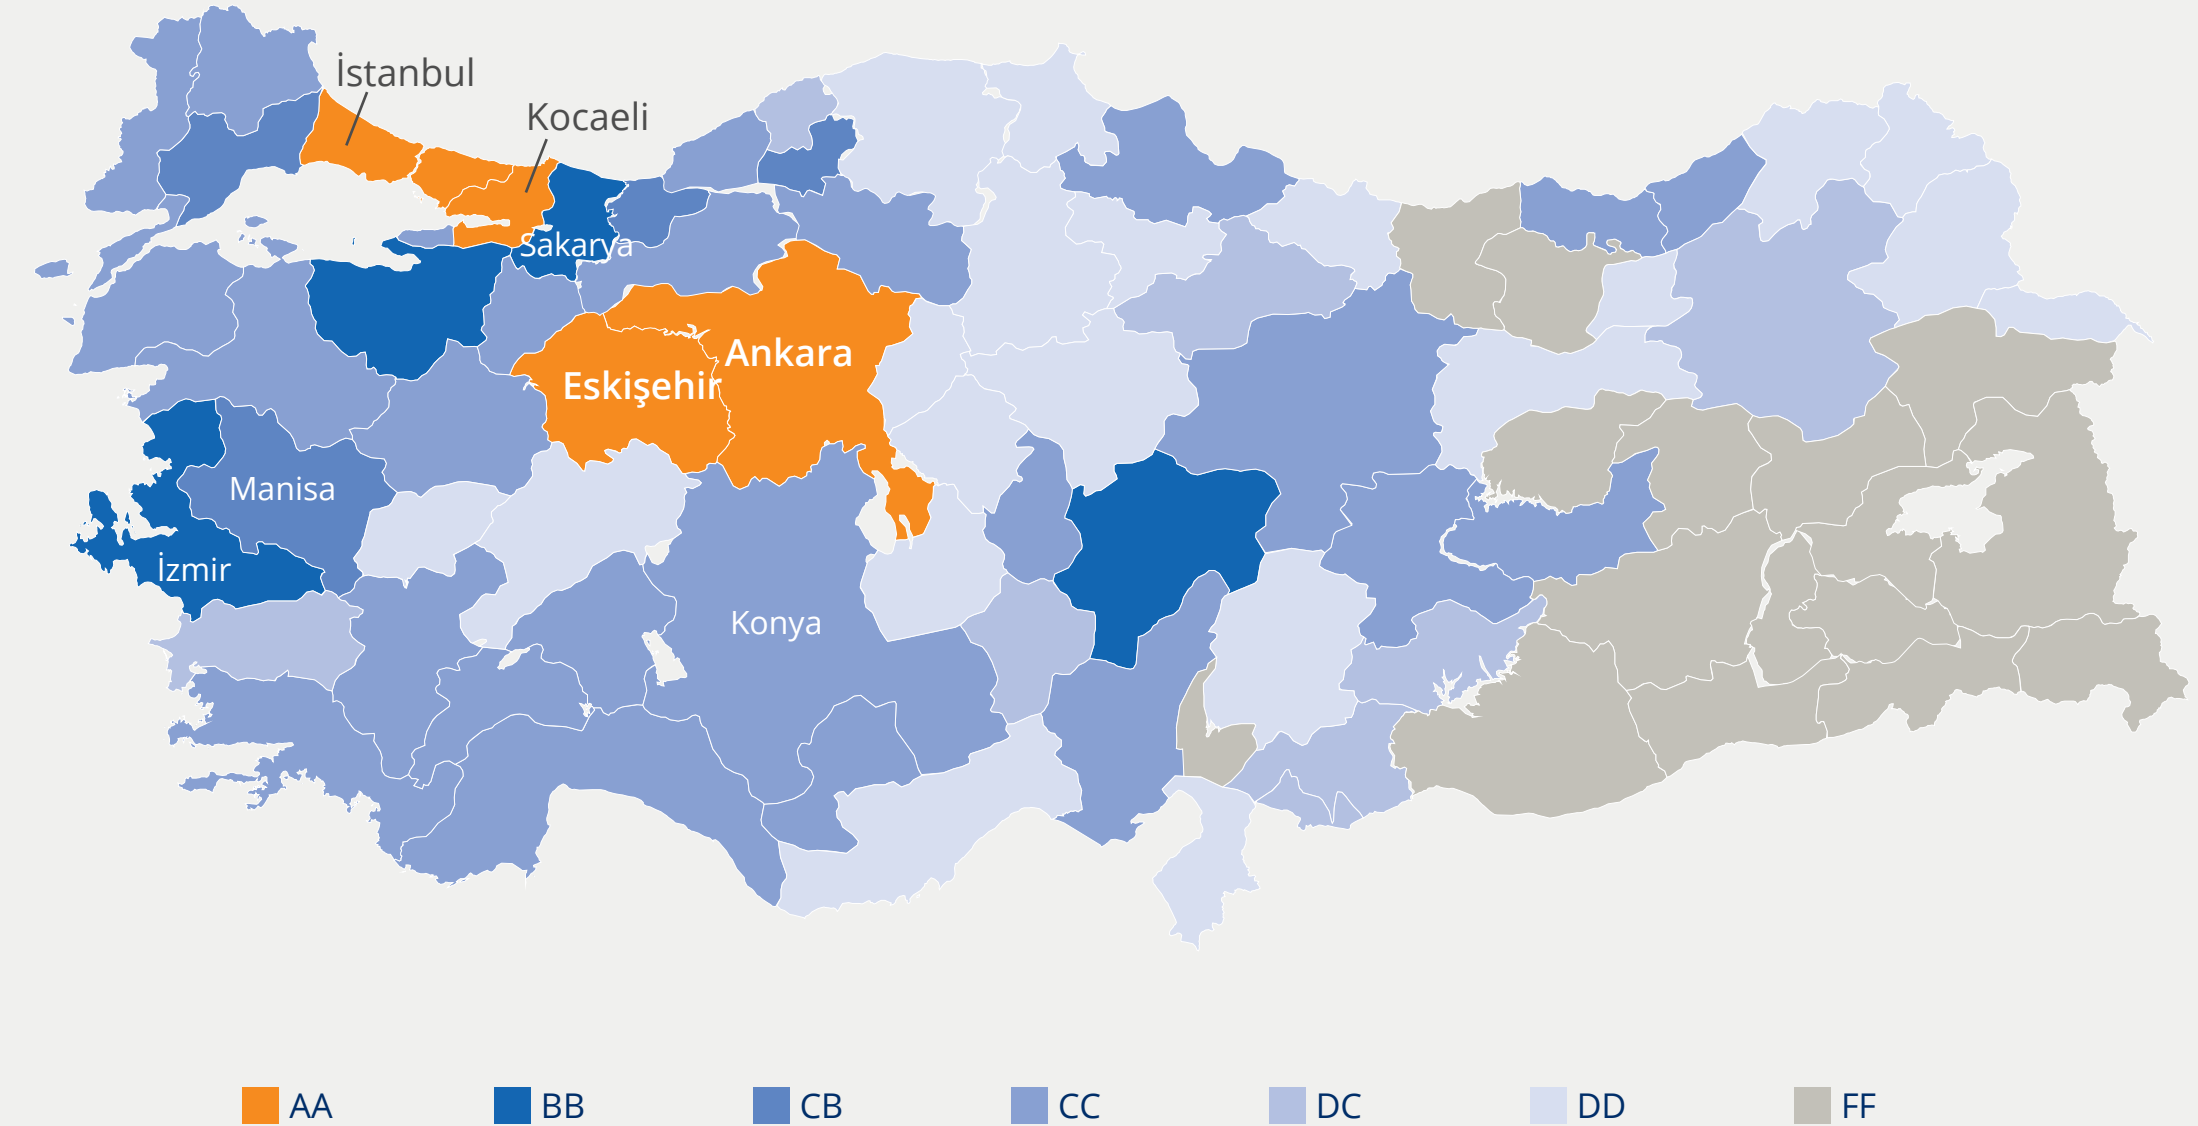 İstanbul
Kocaeli
Sakarya
Ankara
Eskişehir
Manisa
İzmir
Konya
AA
BB
CB
CC
DC
DD
FF